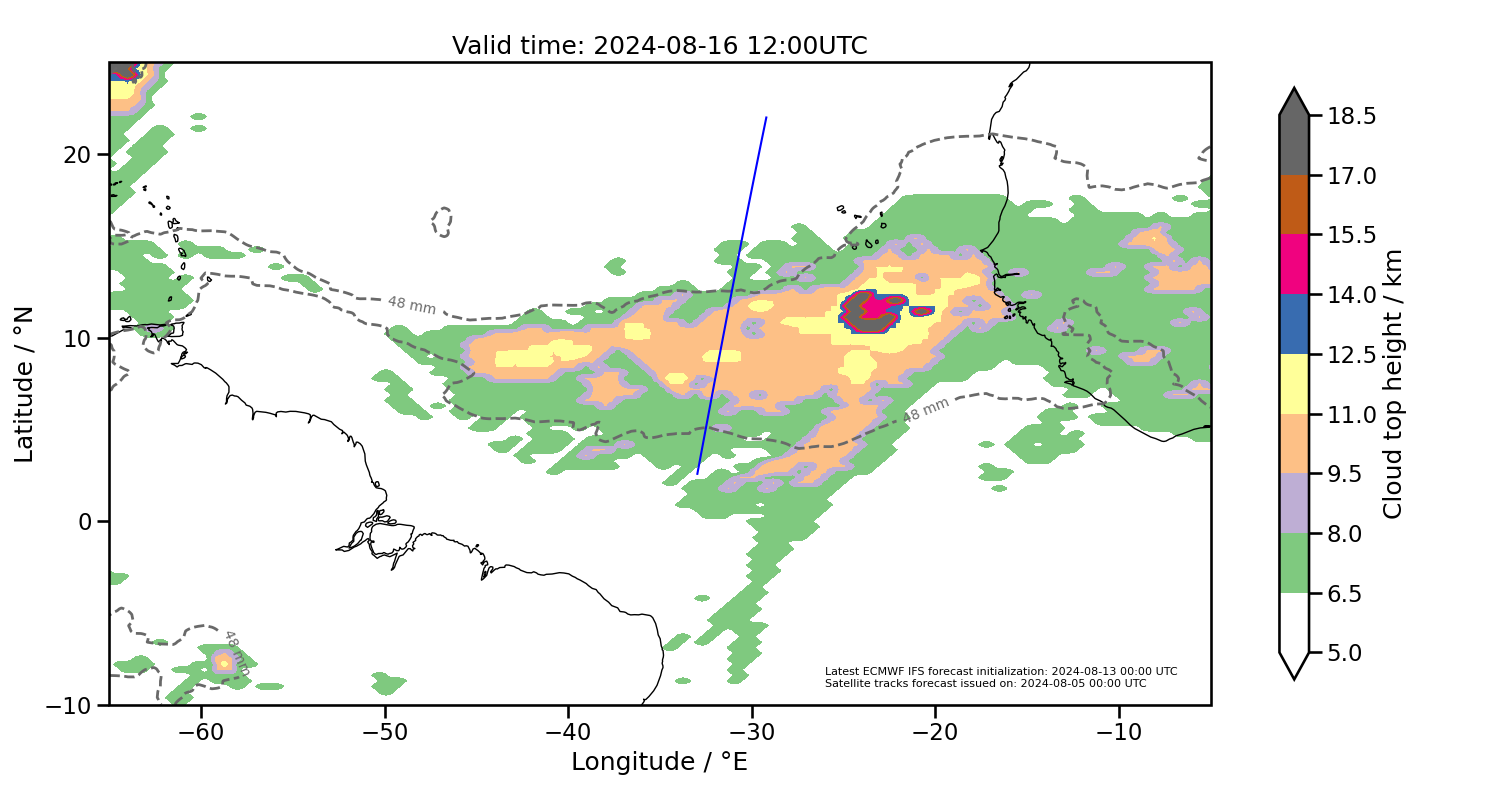 Valid time: 2024-08-16 12:00UTC
20
10
0
−10
Latitude / °N
48 mm
48 mm
48 mm
Latest ECMWF IFS forecast initialization: 2024-08-13 00:00 UTC
Satellite tracks forecast issued on: 2024-08-05 00:00 UTC
−60
−50
−40
−30
−20
−10
Longitude / °E
18.5
17.0
15.5
14.0
12.5
11.0
9.5
8.0
6.5
5.0
Cloud top height / km